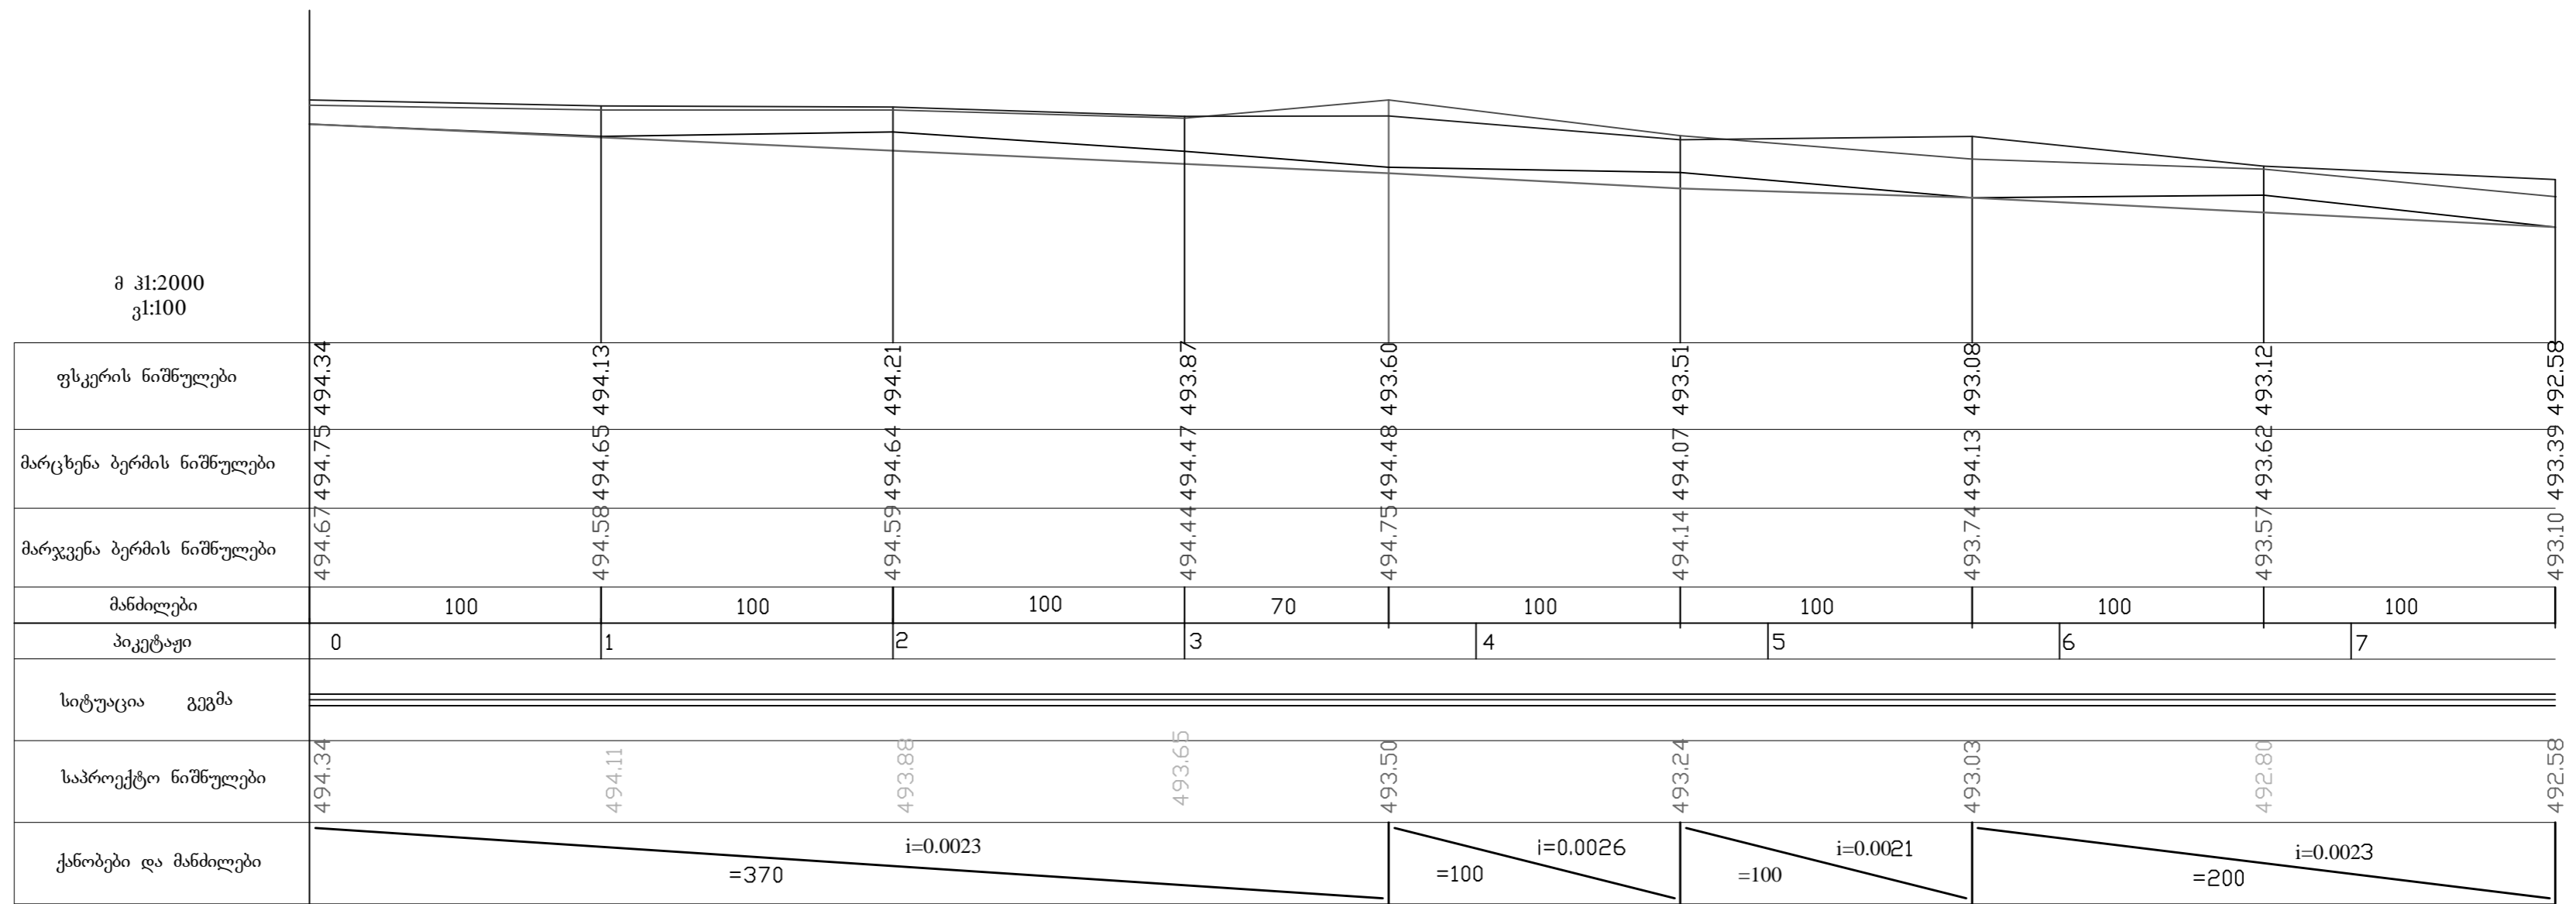 მ ჰ1:2000
ვ1:100
ფსკერის ნიშნულები 494.34 494.13 494.21 493.87 493.60 493.51 493.08 493.12 492.58
მარცხენა ბერმის ნიშნულები 494.75 494.65 494.64 494.47 494.48 494.07 494.13 493.62 493.39
მარჯვენა ბერმის ნიშნულები 494.67 494.58 494.59 494.44 494.75 494.14 493.74 493.57 493.10
მანძილები 100 100 100 70 100 100 100 100
პიკეტაჟი 0 1 2 3 4 5 6 7
სიტუაცია გეგმა
საპროექტო ნიშნულები 494.34 494.11 493.88 493.65 493.50 493.24 493.03 492.80 492.58
ქანობები და მანძილები i=0.0023 i=0.0026 i=0.0021 i=0.0023
=370 =100 =100 =200